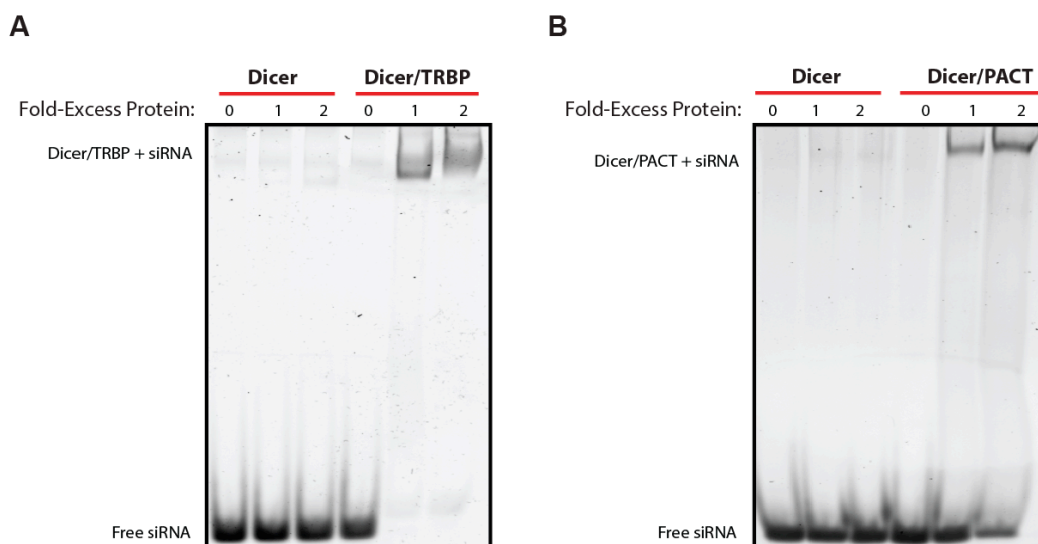 A
Dicer Dicer/TRBP
Fold-Excess Protein: 0 1 2 0 1 2
Dicer/TRBP + siRNA
Free siRNA
B
Dicer Dicer/PACT
Fold-Excess Protein: 0 1 2 0 1 2
Dicer/PACT + siRNA
Free siRNA